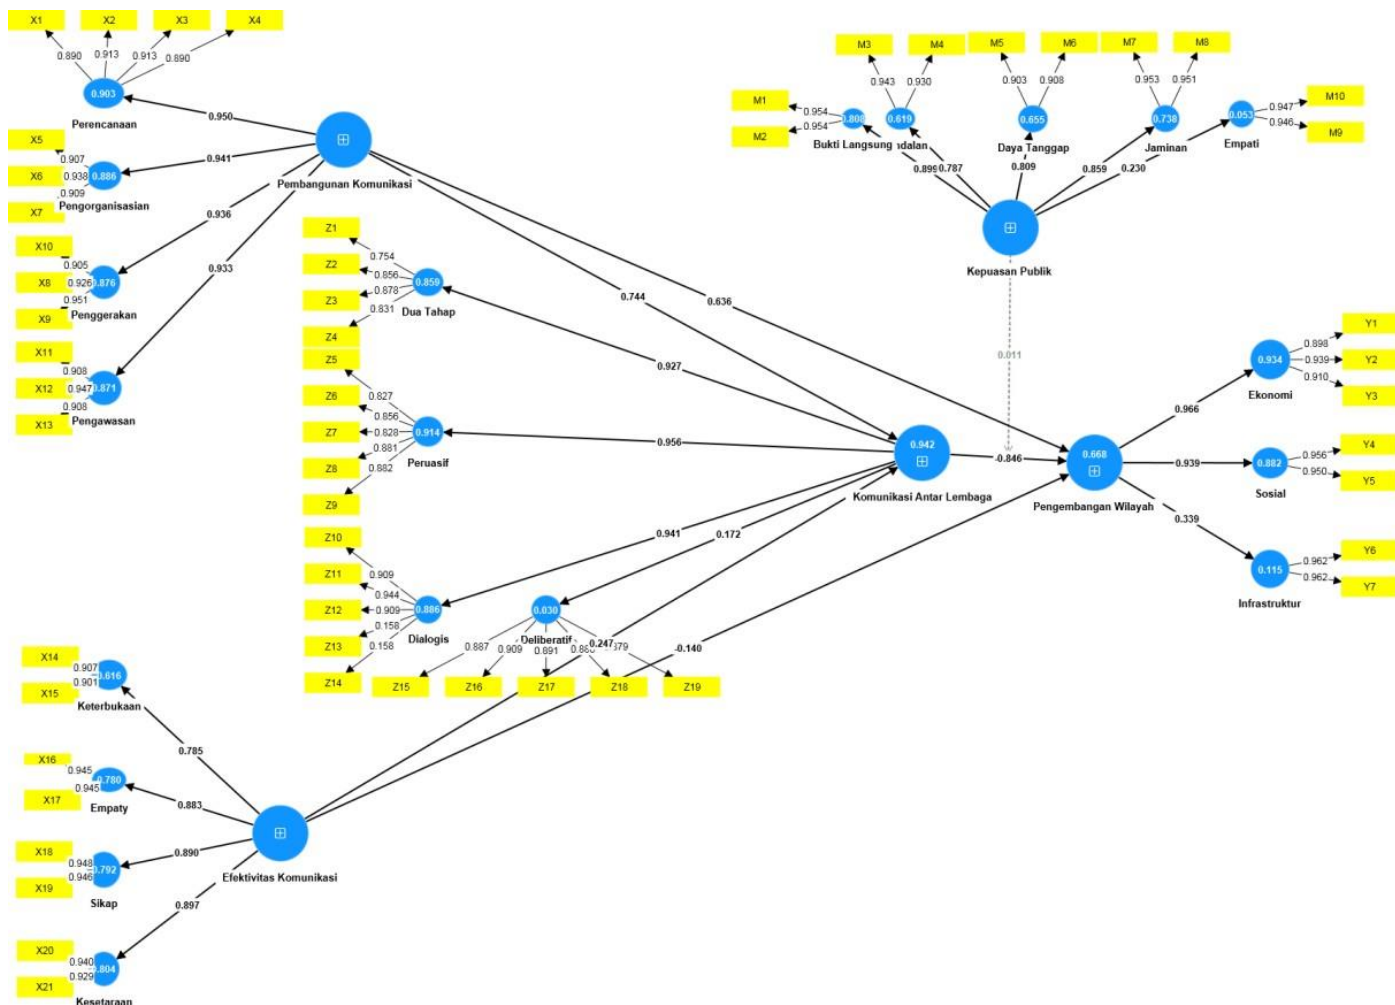 X1
X2
X3
X4
0.890
0.913
0.913
0.890
0.903
Perencanaan
0.950
X5
X6
X7
0.907
0.938
0.909
0.886
Pengorganisasian
0.941
Pembangunan Komunikasi
X10
X8
X9
0.905
0.926
0.951
0.876
Penggerakan
0.936
X11
X12
X13
0.908
0.947
0.908
0.871
Pengawasan
0.933
M1
M2
0.954
0.954
0.808
Bukti Langsung
0.899
M3
M4
0.943
0.930
0.619
0.787
M5
M6
0.903
0.908
0.655
Daya Tanggap
0.809
M7
M8
0.953
0.951
0.738
Jaminan
0.859
M10
M9
0.947
0.946
0.053
Empati
0.230
Kepuasan Publik
0.011
0.744
0.636
Z1
Z2
Z3
Z4
0.754
0.856
0.878
0.831
0.859
Dua Tahap
0.927
Z5
Z6
Z7
Z8
Z9
0.827
0.856
0.828
0.881
0.882
0.914
Peruasif
0.956
0.942
Komunikasi Antar Lembaga
-0.846
0.668
Pengembangan Wilayah
Y1
Y2
Y3
0.898
0.939
0.910
0.934
Ekonomi
0.966
Y4
Y5
0.956
0.950
0.882
Sosial
0.939
Y6
Y7
0.962
0.962
0.115
Infrastruktur
0.339
Z10
Z11
Z12
Z13
Z14
0.909
0.944
0.909
0.158
0.158
0.886
Dialogis
0.941
0.172
0.030
Deliberatif
0.887
0.909
0.891
Z15
Z16
Z17
Z18
Z19
0.247
-0.140
X14
X15
0.907
0.901
0.616
Keterbukaan
0.785
X16
X17
0.945
0.945
0.780
Empaty
0.883
X18
X19
0.948
0.946
0.792
Sikap
0.890
Efektivitas Komunikasi
X20
X21
0.940
0.929
0.804
Kesetaraan
0.897